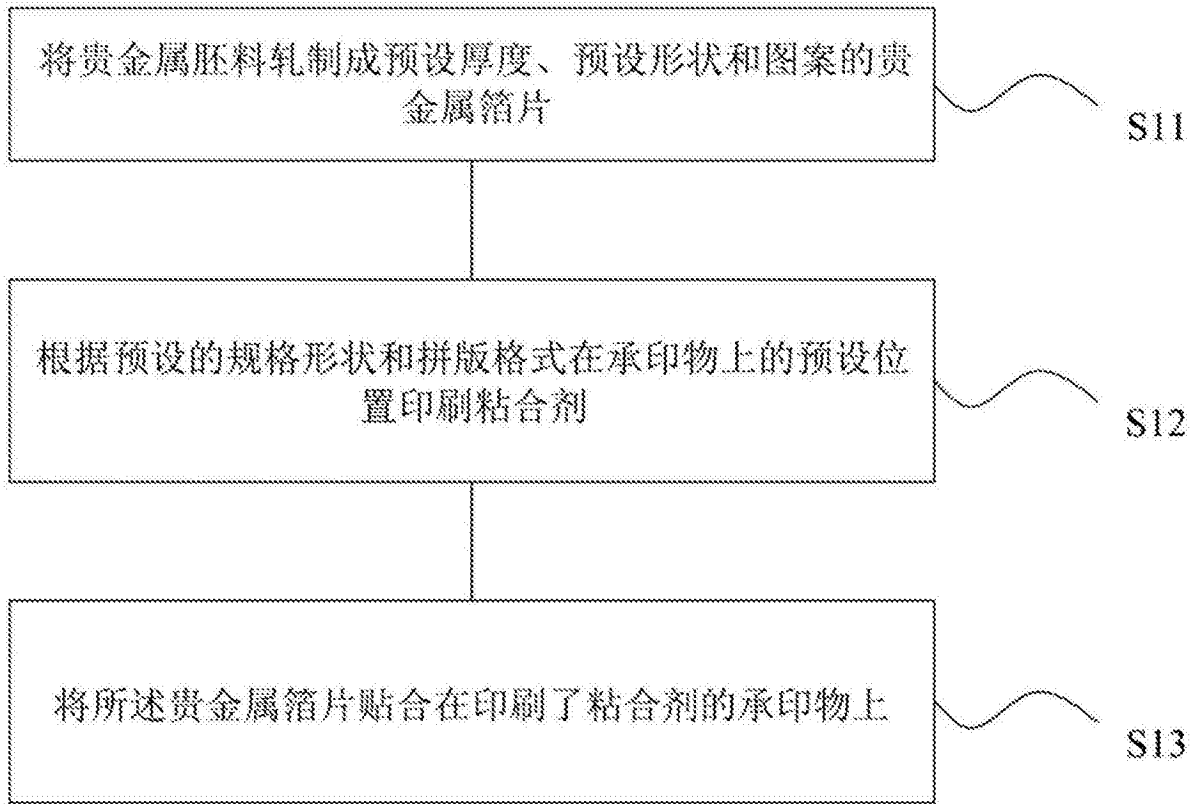 将贵金属胚料轧制成预设厚度、预设形状和图案的贵
金属箔片
S11
根据预设的规格形状和拼版格式在承印物上的预设位
置印刷粘合剂
S12
将所述贵金属箔片贴合在印刷了粘合剂的承印物上
S13